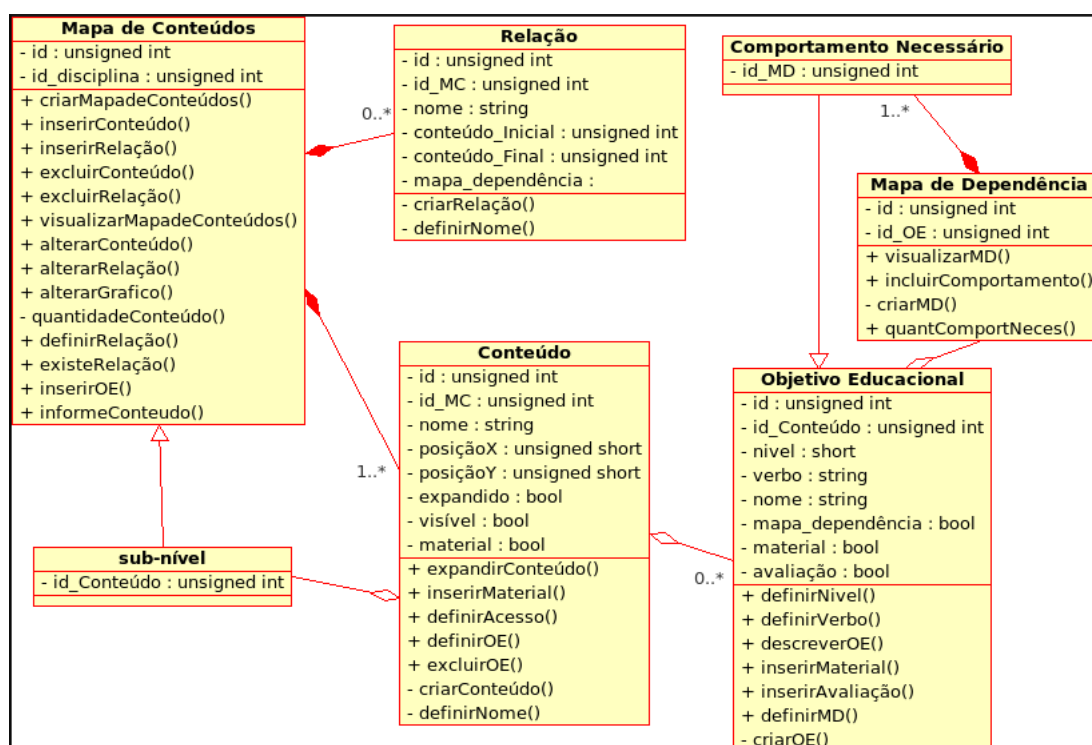 Mapa de Conteúdos
- id : unsigned int
- id_disciplina : unsigned int
+ criarMapadeConteúdos()
+ inserirConteúdo()
+ inserirRelação()
+ excluirConteúdo()
+ excluirRelação()
+ visualizarMapadeConteúdos()
+ alterarConteúdo()
+ alterarRelação()
+ alterarGrafico()
- quantidadeConteúdo()
+ definirRelação()
+ existeRelação()
+ inserirOE()
+ informeConteudo()
0..*
Relação
- id : unsigned int
- id_MC : unsigned int
- nome : string
- conteúdo_Inicial : unsigned int
- conteúdo_Final : unsigned int
- mapa_dependência :
- criarRelação()
- definirNome()
Comportamento Necessário
- id_MD : unsigned int
1..*
Mapa de Dependência
- id : unsigned int
- id_OE : unsigned int
+ visualizarMD()
+ incluirComportamento()
- criarMD()
+ quantComportNeces()
1..*
Conteúdo
- id : unsigned int
- id_MC : unsigned int
- nome : string
- posiçãoX : unsigned short
- posiçãoY : unsigned short
- expandido : bool
- visível : bool
- material : bool
+ expandirConteúdo()
+ inserirMaterial()
+ definirAcesso()
+ definirOE()
+ excluirOE()
- criarConteúdo()
- definirNome()
sub-nível
- id_Conteúdo : unsigned int
0..*
Objetivo Educacional
- id : unsigned int
- id_Conteúdo : unsigned int
- nivel : short
- verbo : string
- nome : string
- mapa_dependência : bool
- material : bool
- avaliação : bool
+ definirNivel()
+ definirVerbo()
+ descreverOE()
+ inserirMaterial()
+ inserirAvaliação()
+ definirMD()
- criarOE()